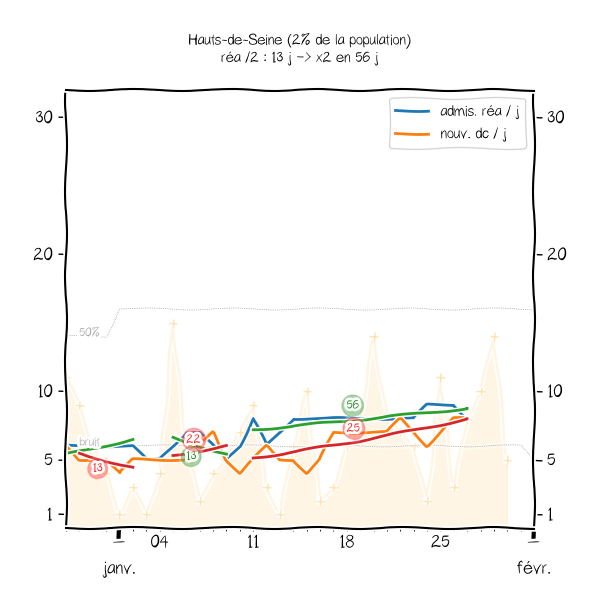 Hauts-de-Seine (2% de la population)
réa /2 : 13 j -> x2 en 56 j
admis. réa / j
nouv. dc / j
30
30
20
20
50%
10
10
56
25
22
13
bruit
13
5
5
1
1
04
11
18
25
janv.
févr.